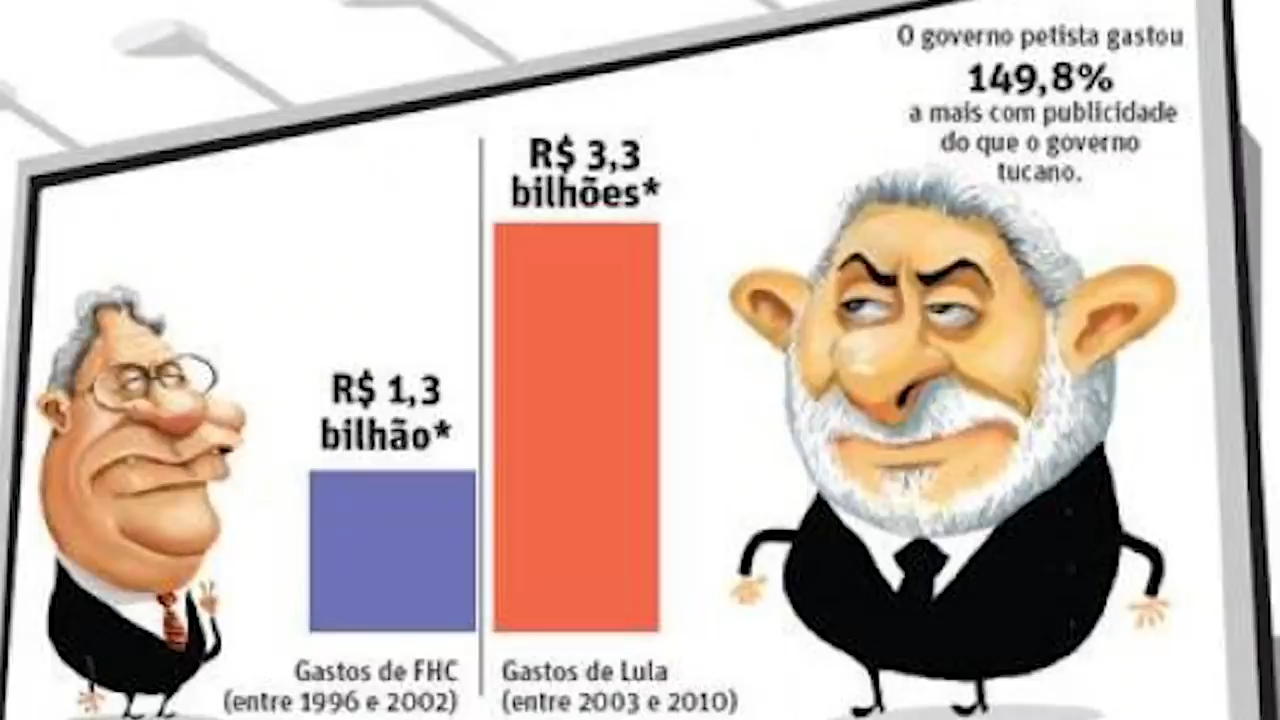 O governo petista gastou
149,8%
a mais com publicidade
do que o governo
tucano.
R$ 3,3
bilhões*
R$ 1,3
bilhão*
Gastos de FHC
(entre 1996 e 2002)
Gastos de Lula
(entre 2003 e 2010)